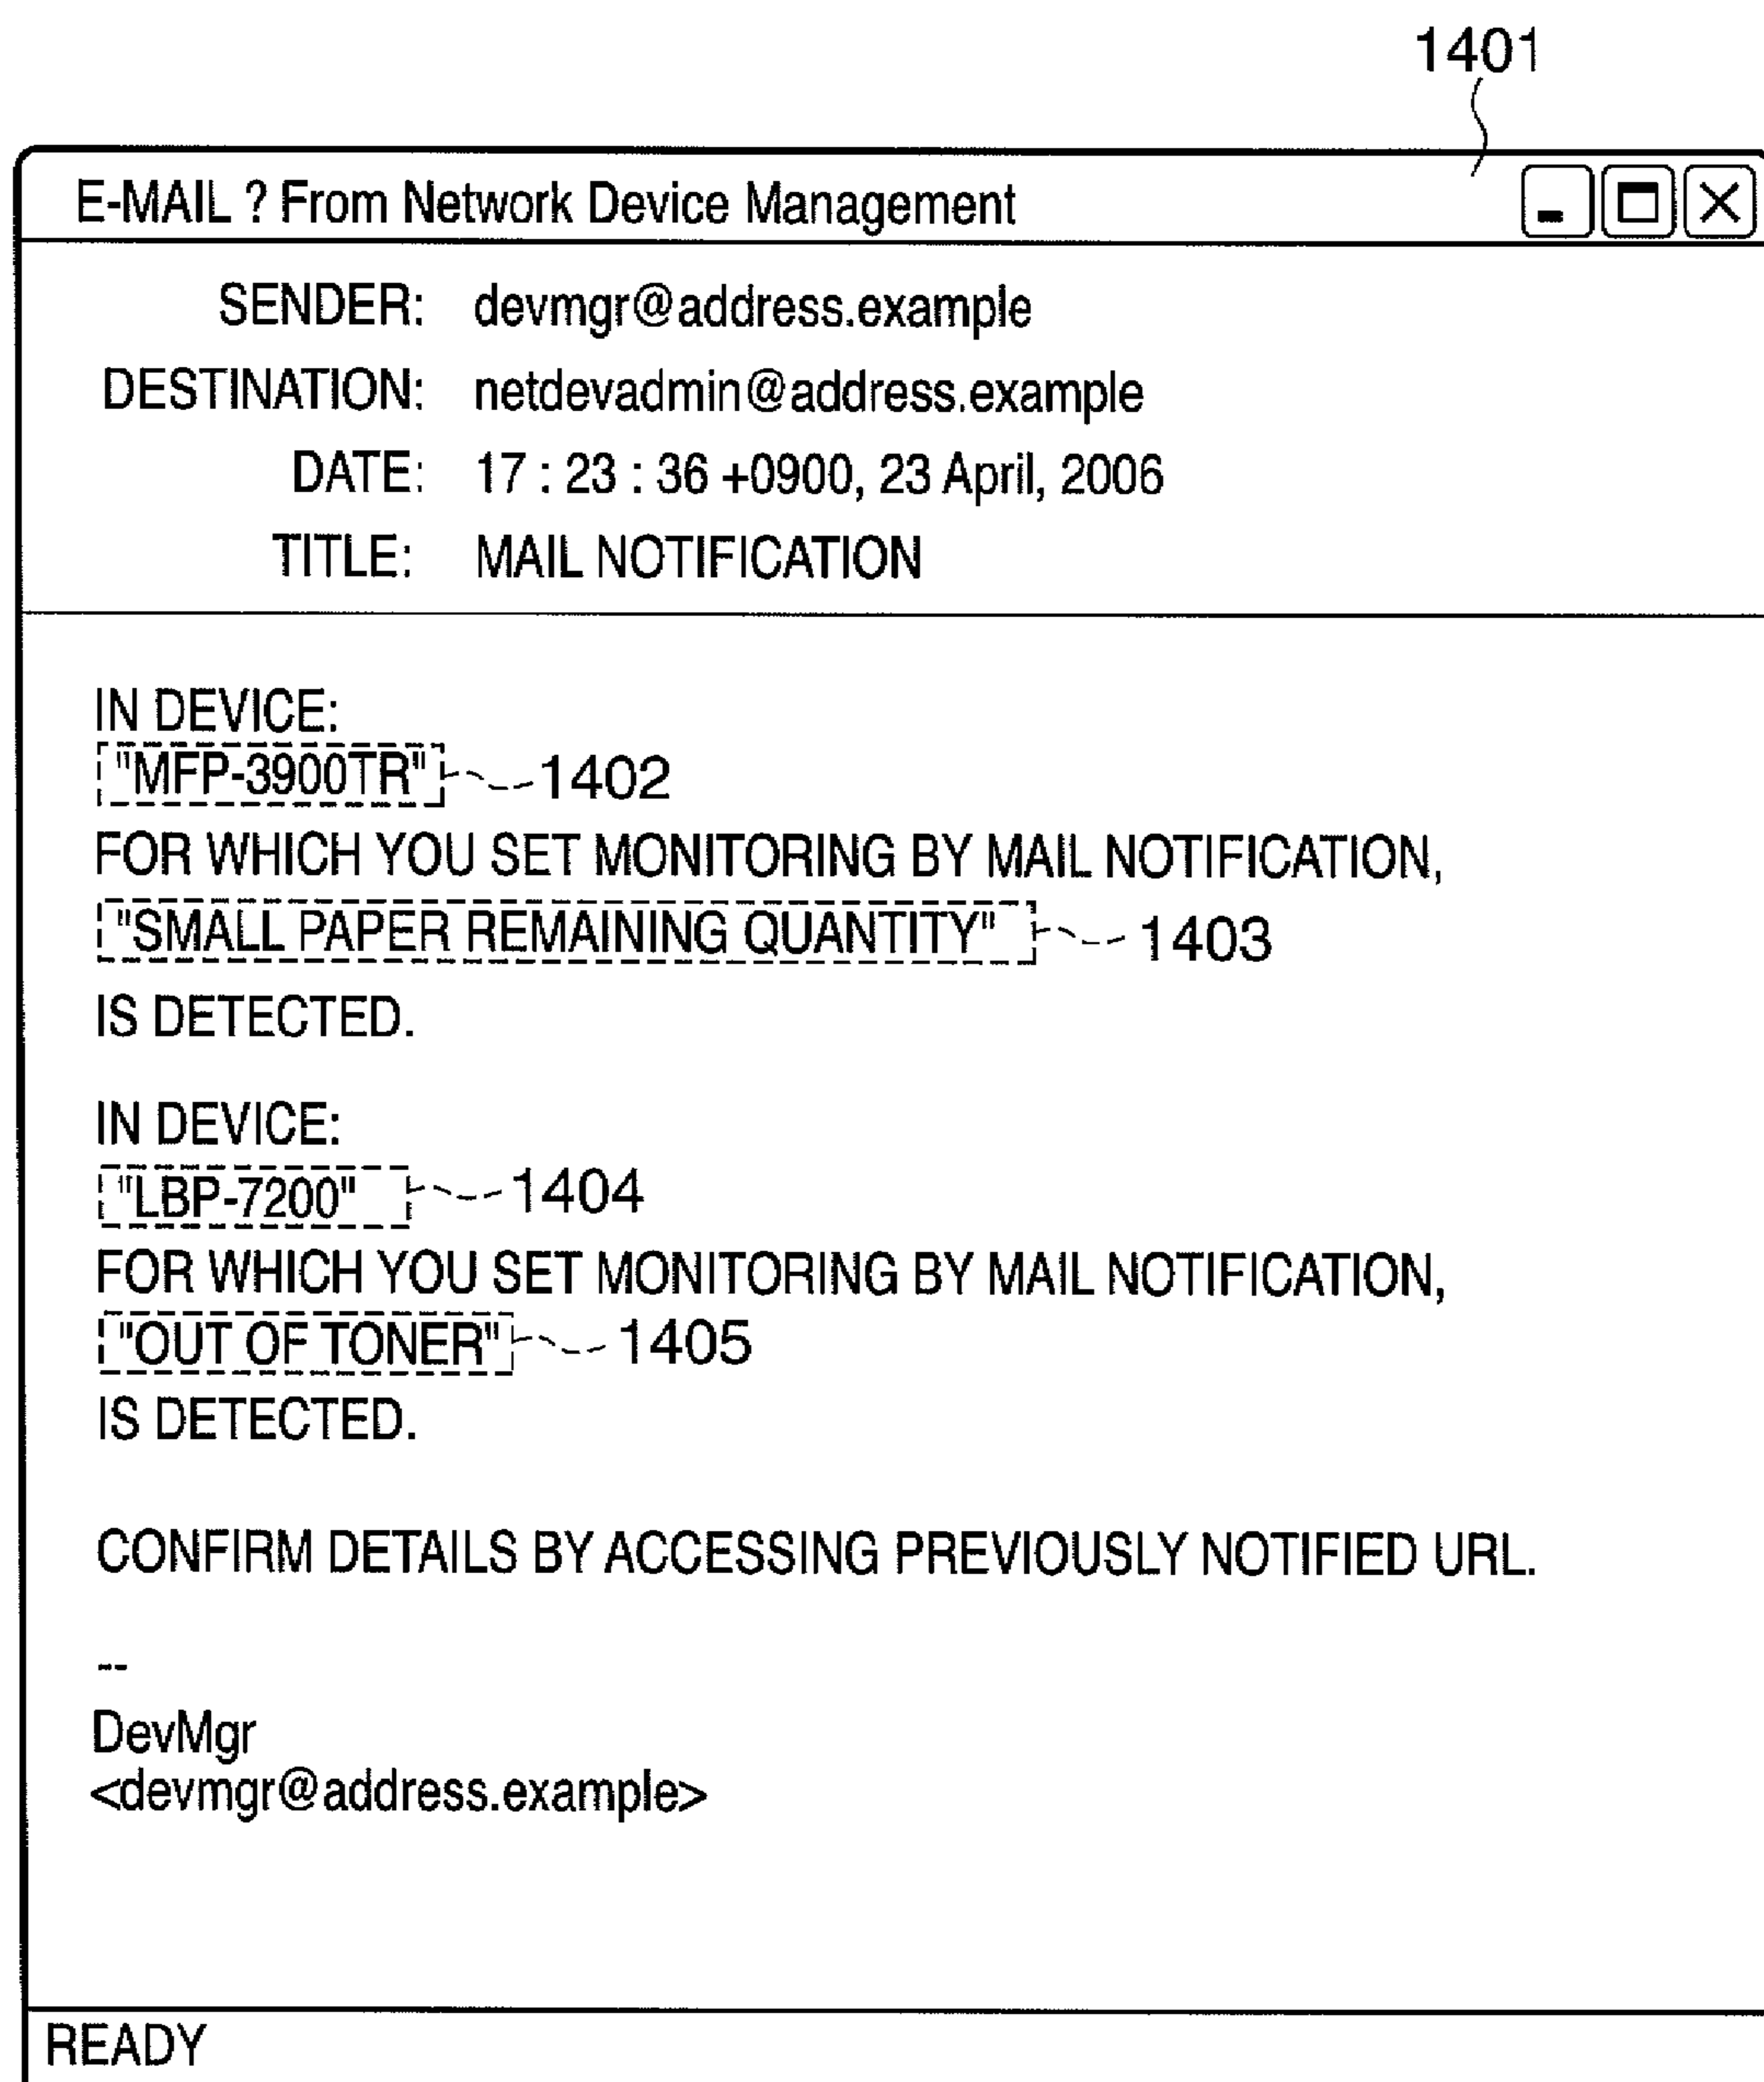 1401
E-MAIL ? From Network Device Management
SENDER: devmgr@address.example
DESTINATION: netdevadmin@address.example
DATE: 17 : 23 : 36 +0900, 23 April, 2006
TITLE: MAIL NOTIFICATION
IN DEVICE:
"MFP-3900TR" 1402
FOR WHICH YOU SET MONITORING BY MAIL NOTIFICATION,
"SMALL PAPER REMAINING QUANTITY" 1403
IS DETECTED.
IN DEVICE:
"LBP-7200" 1404
FOR WHICH YOU SET MONITORING BY MAIL NOTIFICATION,
"OUT OF TONER" 1405
IS DETECTED.
CONFIRM DETAILS BY ACCESSING PREVIOUSLY NOTIFIED URL.
--
DevMgr
<devmgr@address.example>
READY